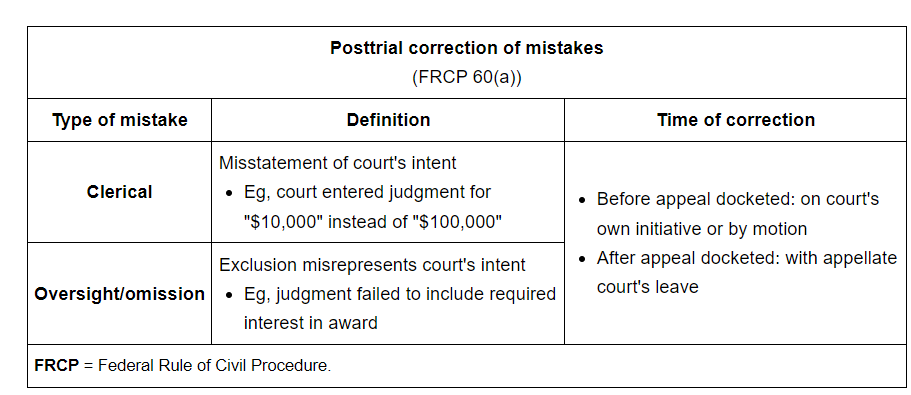 Posttrial correction of mistakes
(FRCP 60(a))
Type of mistake
Definition
Time of correction
Clerical
Misstatement of court's intent
• Eg, court entered judgment for
"$10,000" instead of "$100,000"
• Before appeal docketed: on court's
own initiative or by motion
• After appeal docketed: with appellate
court's leave
Oversight/omission
Exclusion misrepresents court's intent
• Eg, judgment failed to include required
interest in award
FRCP = Federal Rule of Civil Procedure.